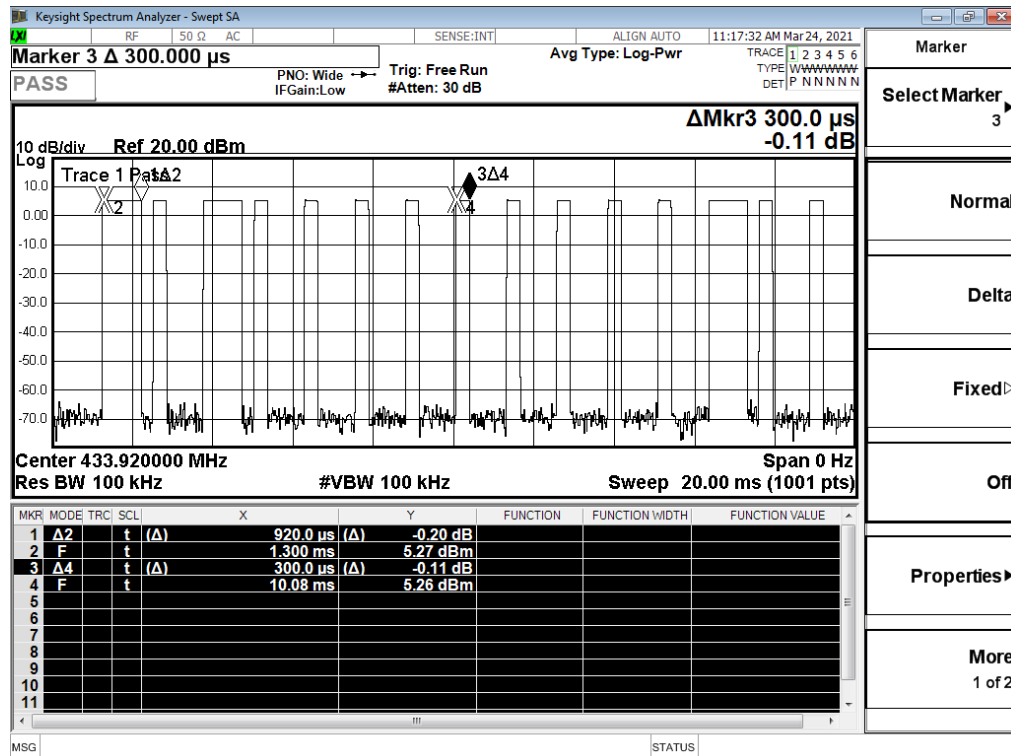 Keysight Spectrum Analyzer - Swept SA
LXI RF 50 Ω AC SENSE:INT ALIGN AUTO 11:17:32 AM Mar 24, 2021
Marker 3 Δ 300.000 µs
PASS
PNO: Wide
IFGain:Low
Trig: Free Run
#Atten: 30 dB
Avg Type: Log-Pwr
TRACE 1 2 3 4 5 6
TYPE WWWWWW
DET P N N N N N
ΔMkr3 300.0 µs
-0.11 dB
10 dB/div Ref 20.00 dBm
Log
Trace 1 Pass
1Δ2
3Δ4
2
4
10.0
0.00
-10.0
-20.0
-30.0
-40.0
-50.0
-60.0
-70.0
Center 433.920000 MHz Span 0 Hz
Res BW 100 kHz #VBW 100 kHz Sweep 20.00 ms (1001 pts)
MKR MODE TRC SCL X Y FUNCTION FUNCTION WIDTH FUNCTION VALUE
1 Δ2 t (Δ) 920.0 µs (Δ) -0.20 dB
2 F t 1.300 ms 5.27 dBm
3 Δ4 t (Δ) 300.0 µs (Δ) -0.11 dB
4 F t 10.08 ms 5.26 dBm
5
6
7
8
9
10
11
MSG STATUS
Marker
Select Marker
3
Normal
Delta
Fixed
Off
Properties
More
1 of 2